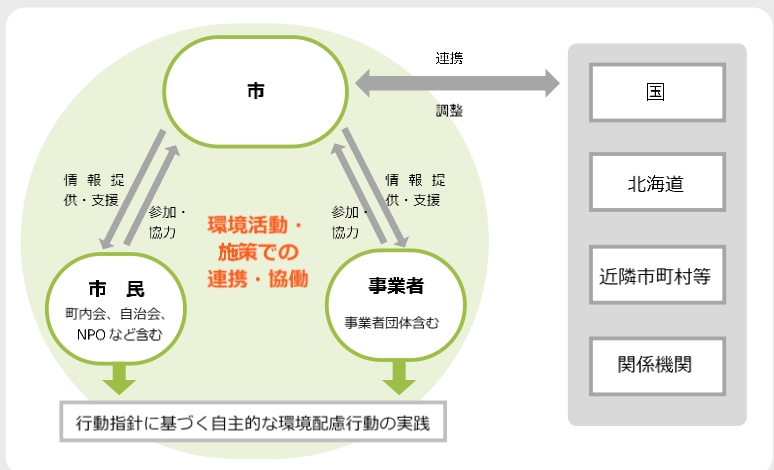 市
連携
調整
国
北海道
近隣市町村等
関係機関
情報提
供・支援
参加・
協力
情報提
供・支援
参加・
協力
環境活動・
施策での
連携・協働
市　民
町内会、自治会、
NPOなど含む
事業者
事業者団体含む
行動指針に基づく自主的な環境配慮行動の実践